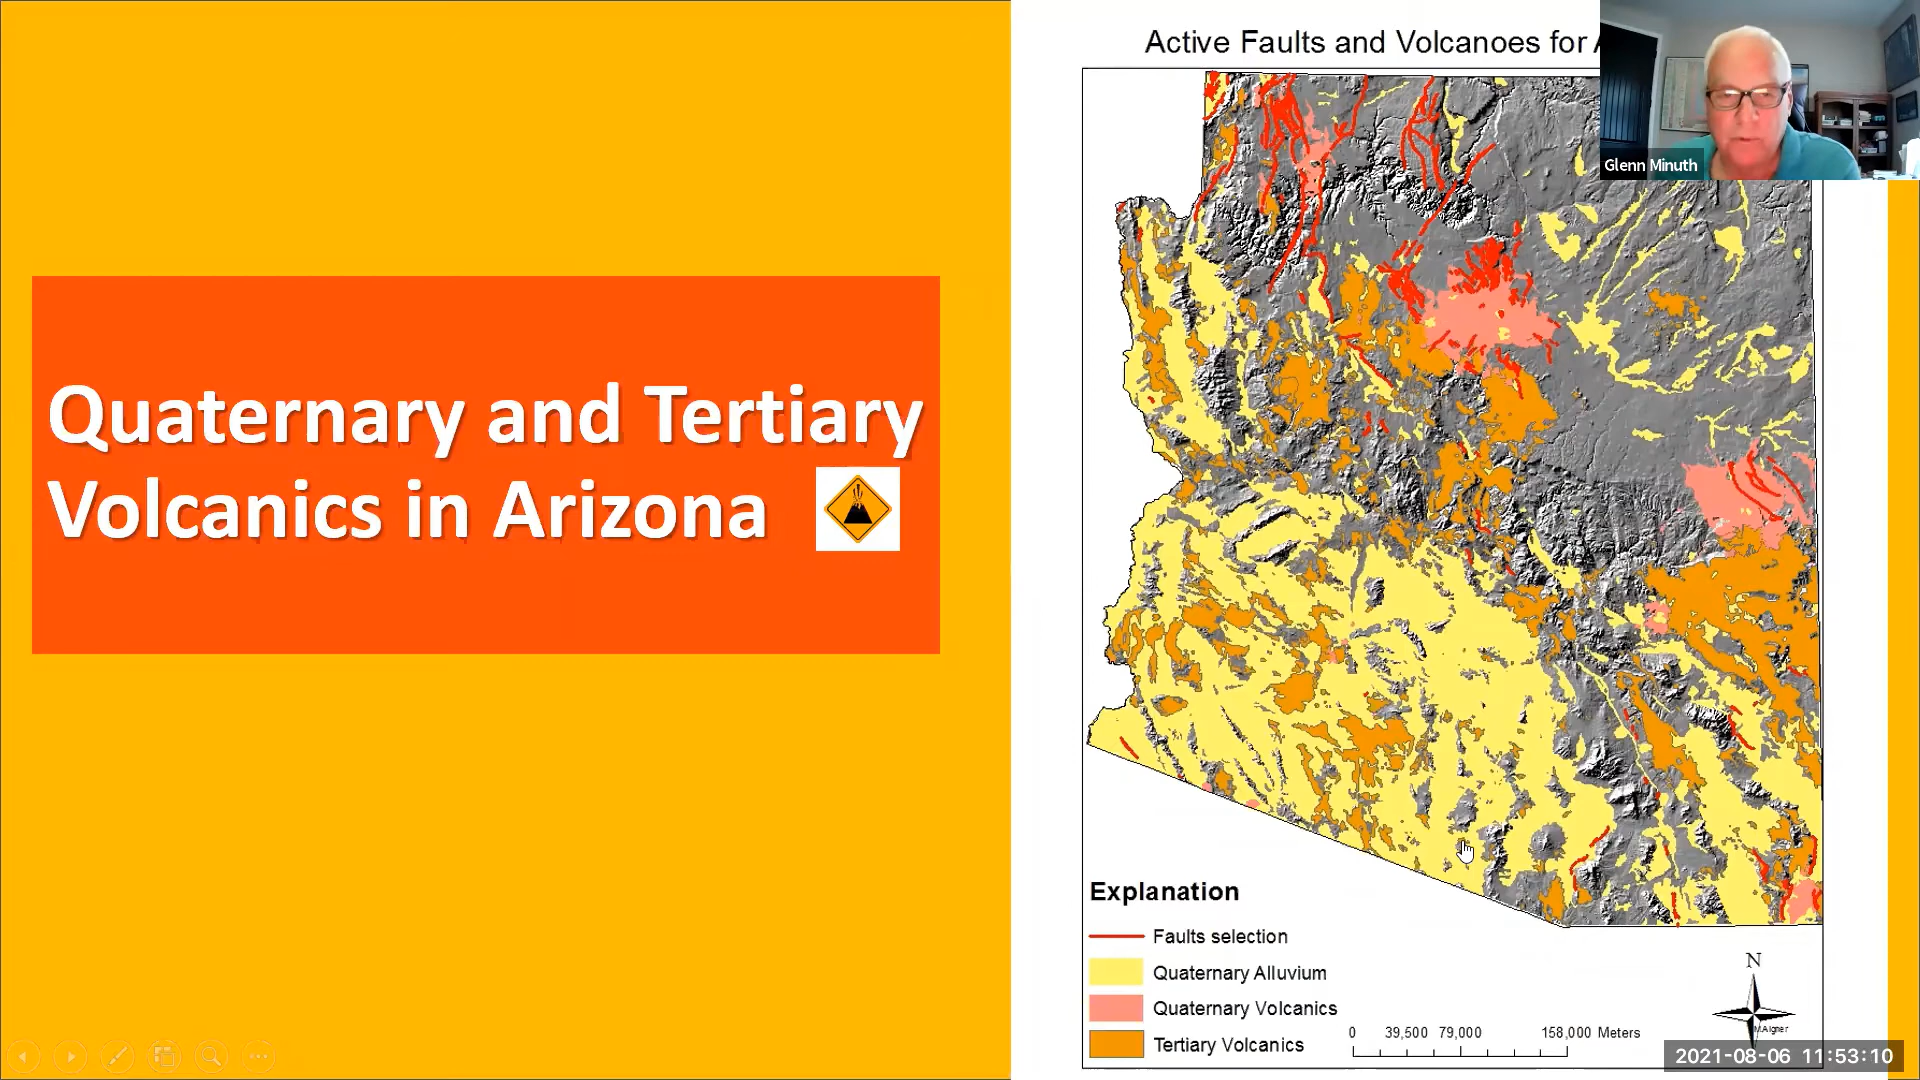 Active Faults and Volcanoes for A
Glenn Minuth
Quaternary and Tertiary
Volcanics in Arizona
Explanation
Faults selection
Quaternary Alluvium
Quaternary Volcanics
Tertiary Volcanics
0 39,500 79,000 158,000 Meters
N
M.Algner
2021-08-06 11:53:10